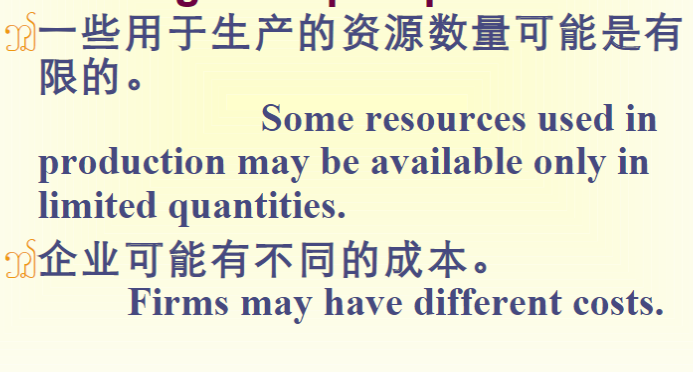 一些用于生产的资源数量可能是有
限的。
Some resources used in
production may be available only in
limited quantities.
企业可能有不同的成本。
Firms may have different costs.